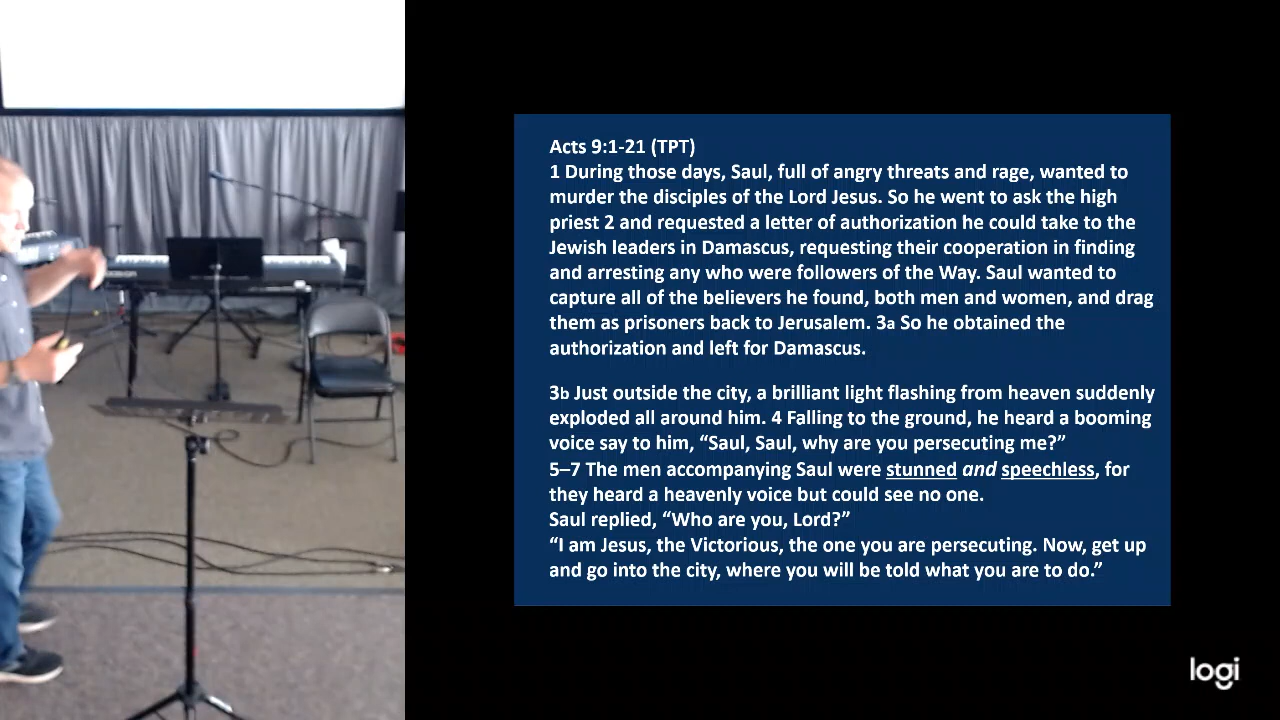 Acts 9:1-21 (TPT)
1 During those days, Saul, full of angry threats and rage, wanted to
murder the disciples of the Lord Jesus. So he went to ask the high
priest 2 and requested a letter of authorization he could take to the
Jewish leaders in Damascus, requesting their cooperation in finding
and arresting any who were followers of the Way. Saul wanted to
capture all of the believers he found, both men and women, and drag
them as prisoners back to Jerusalem. 3a So he obtained the
authorization and left for Damascus.
3b Just outside the city, a brilliant light flashing from heaven suddenly
exploded all around him. 4 Falling to the ground, he heard a booming
voice say to him, “Saul, Saul, why are you persecuting me?”
5–7 The men accompanying Saul were stunned and speechless, for
they heard a heavenly voice but could see no one.
Saul replied, “Who are you, Lord?”
“I am Jesus, the Victorious, the one you are persecuting. Now, get up
and go into the city, where you will be told what you are to do.”
logi